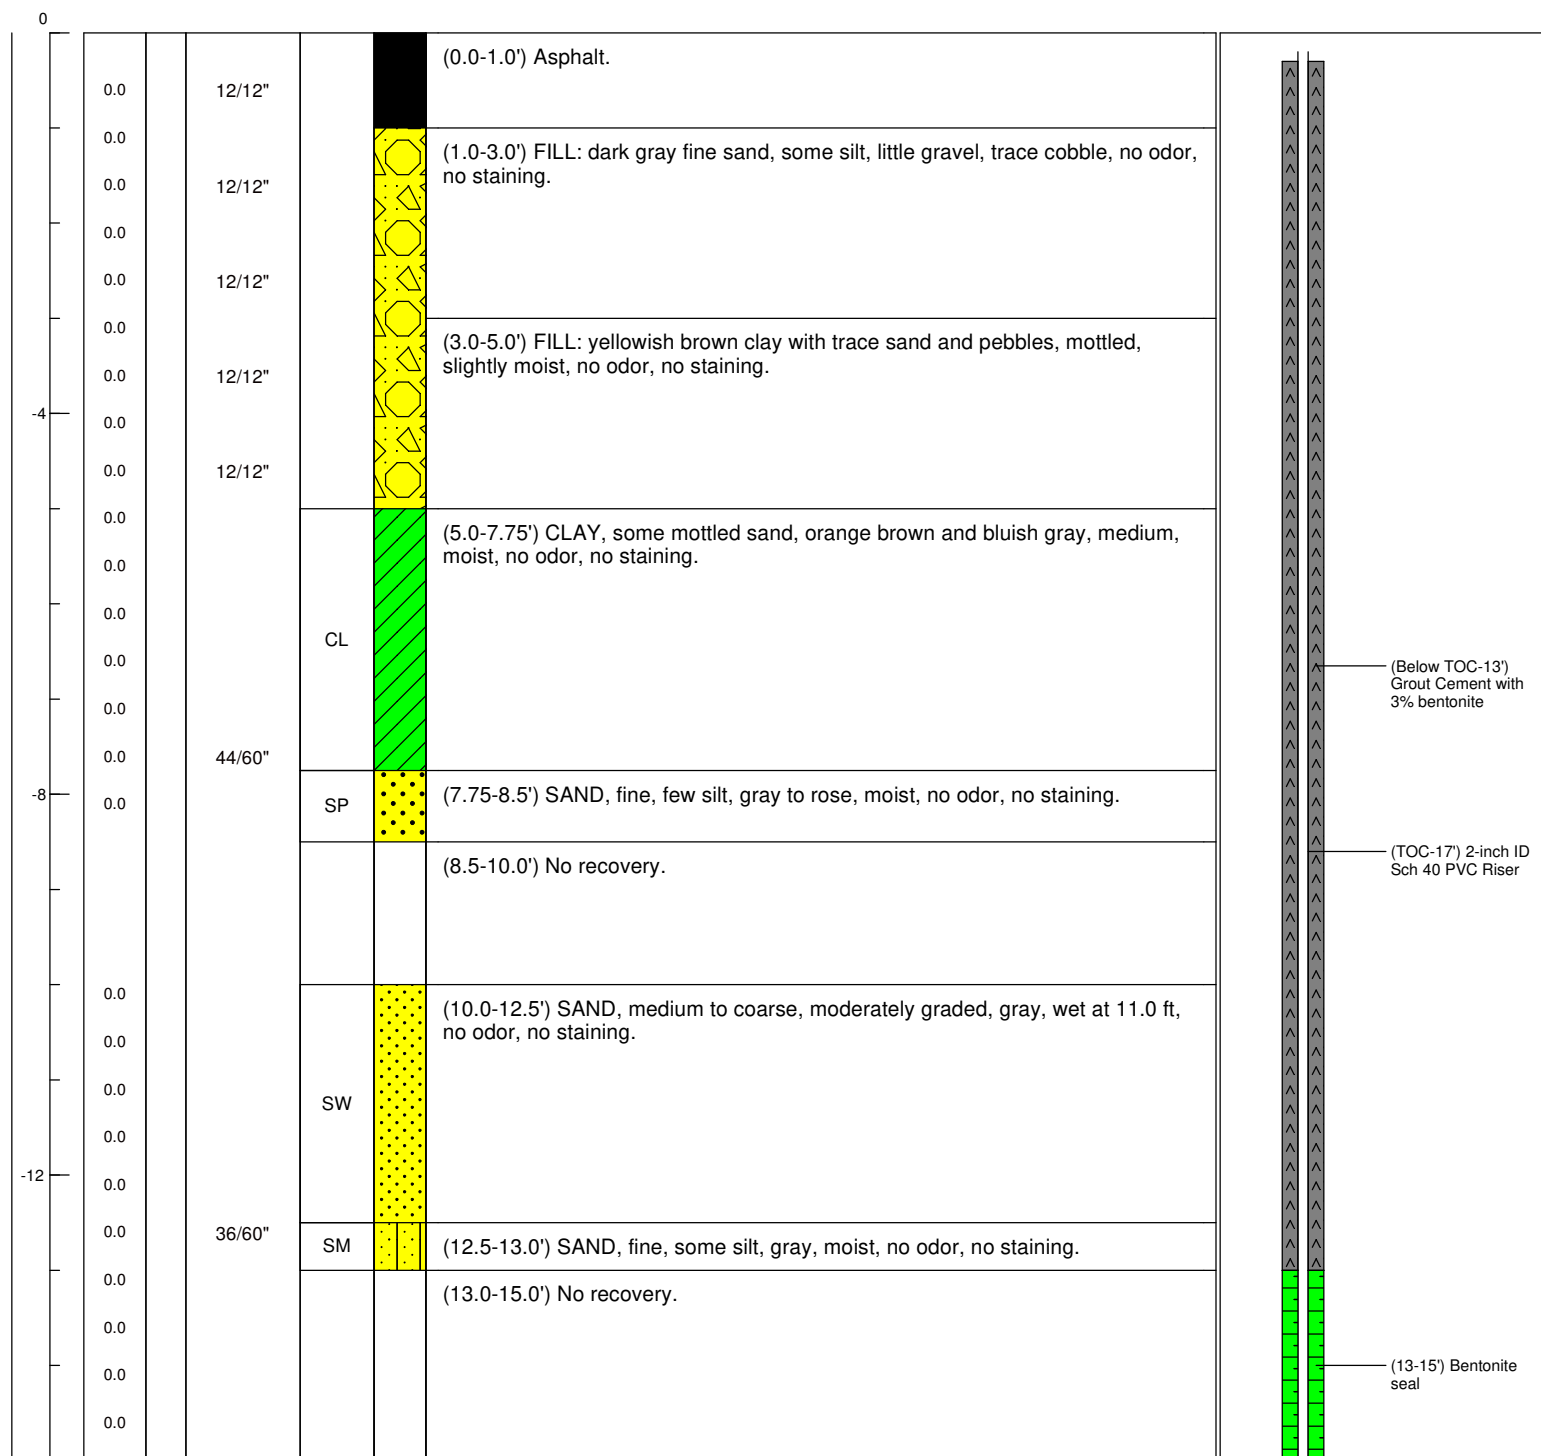 0
(0.0-1.0') Asphalt.
0.0
12/12"
0.0
(1.0-3.0') FILL: dark gray fine sand, some silt, little gravel, trace cobble, no odor,
no staining.
0.0
12/12"
0.0
0.0
12/12"
0.0
(3.0-5.0') FILL: yellowish brown clay with trace sand and pebbles, mottled,
slightly moist, no odor, no staining.
0.0
12/12"
-4
0.0
0.0
12/12"
0.0
(5.0-7.75') CLAY, some mottled sand, orange brown and bluish gray, medium,
moist, no odor, no staining.
0.0
0.0
CL
0.0
(Below TOC-13')
Grout Cement with
3% bentonite
0.0
0.0
44/60"
-8
0.0
SP
(7.75-8.5') SAND, fine, few silt, gray to rose, moist, no odor, no staining.
(8.5-10.0') No recovery.
(TOC-17') 2-inch ID
Sch 40 PVC Riser
0.0
(10.0-12.5') SAND, medium to coarse, moderately graded, gray, wet at 11.0 ft,
no odor, no staining.
0.0
0.0
SW
0.0
-12
0.0
0.0
36/60"
SM
(12.5-13.0') SAND, fine, some silt, gray, moist, no odor, no staining.
0.0
(13.0-15.0') No recovery.
0.0
0.0
(13-15') Bentonite
seal
0.0